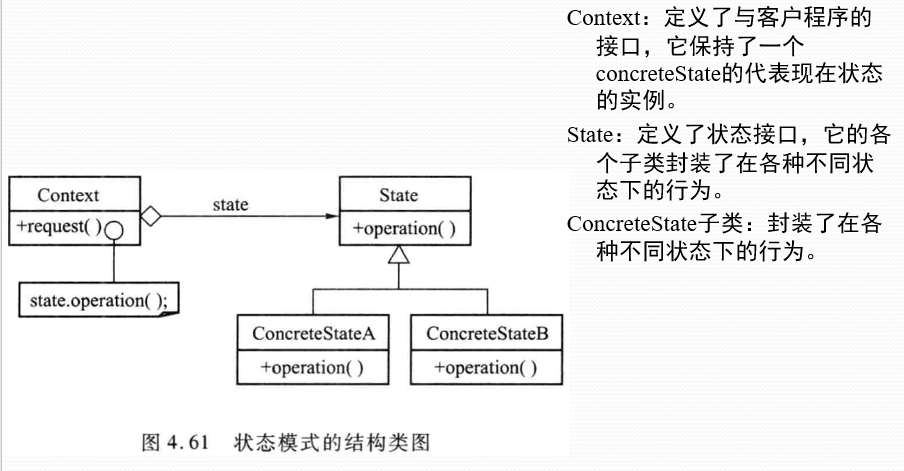 Context：定义了与客户程序的
接口，它保持了一个
concreteState的代表现在状态
的实例。
State：定义了状态接口，它的各
个子类封装了在各种不同状
态下的行为。
ConcreteState子类：封装了在各
种不同状态下的行为。
Context
+request( )
state
State
+operation( )
state.operation( );
ConcreteStateA
+operation( )
ConcreteStateB
+operation( )
图 4.61 状态模式的结构类图